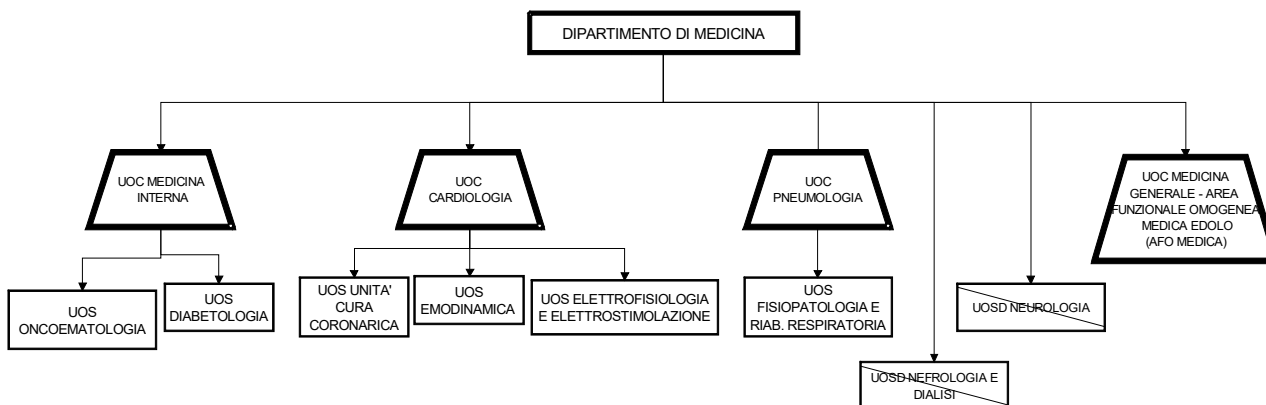 DIPARTIMENTO DI MEDICINA
UOC MEDICINA
INTERNA
UOC
CARDIOLOGIA
UOC
PNEUMOLOGIA
UOC MEDICINA
GENERALE - AREA
FUNZIONALE OMOGENEA
MEDICA EDOLO
(AFO MEDICA)
UOS
ONCOEMATOLOGIA
UOS
DIABETOLOGIA
UOS UNITA'
CURA
CORONARICA
UOS
EMODINAMICA
UOS ELETTROFISIOLOGIA
E ELETTROSTIMOLAZIONE
UOS
FISIOPATOLOGIA E
RIAB. RESPIRATORIA
UOSD NEUROLOGIA
UOSD NEFROLOGIA E
DIALISI